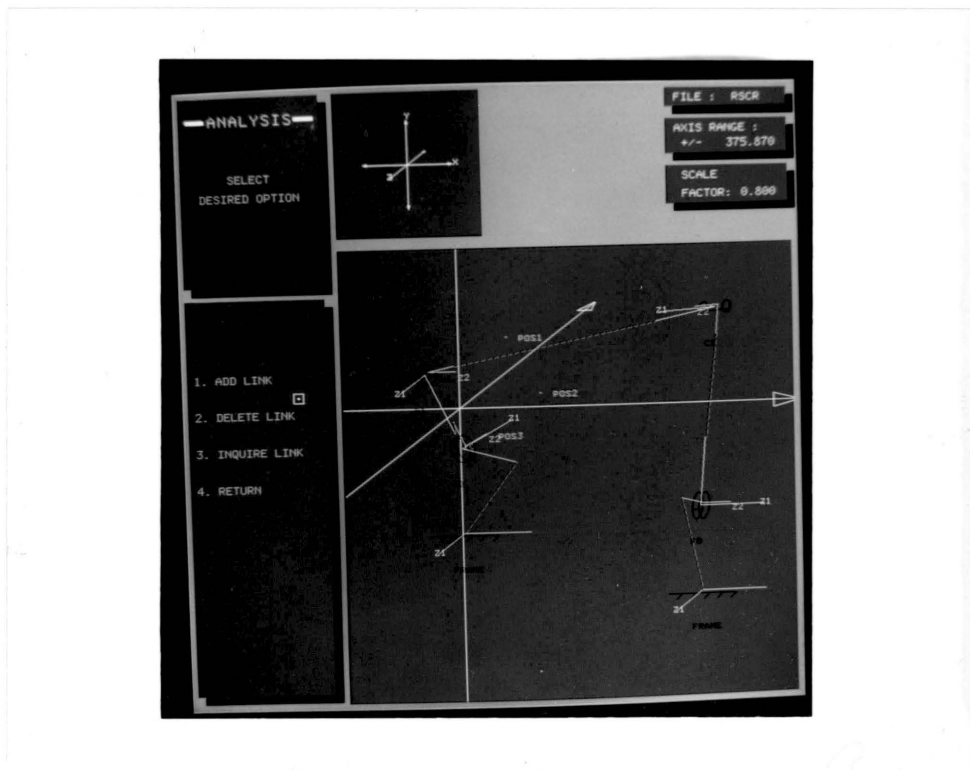 ANALYSIS
SELECT
DESIRED OPTION
1. ADD LINK
2. DELETE LINK
3. INQUIRE LINK
4. RETURN
Y
X
Z
FILE : RSCR
AXIS RANGE :
+/- 375.870
SCALE
FACTOR: 0.800
Z1
Z2
- POS1
Z2
Z1
- POS2
Z1
Z2
POS3
Z2
Z1
Z1
FRAME
Z1
FRAME